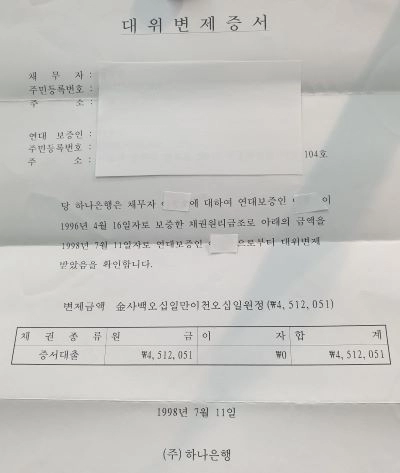 대 위 변 제 증 서
채 무 자 :
주민등록번호 :
주 소 :
연대 보증인 :
주민등록번호 :
주 소 : 104호
당 하나은행은 채무자 에 대하여 연대보증인 이
1996년 4월 16일자로 보증한 채권원리금조로 아래의 금액을
1998년 7월 11일자로 연대보증인 으로부터 대위변제
받았음을 확인합니다.
변제금액 金사백오십일만이천오십일원정(₩4,512,051)
채 권 종 류 원 금 이 자 합 계
증서대출 ₩4,512,051 ₩0 ₩4,512,051
1998년 7월 11일
(주)하나은행